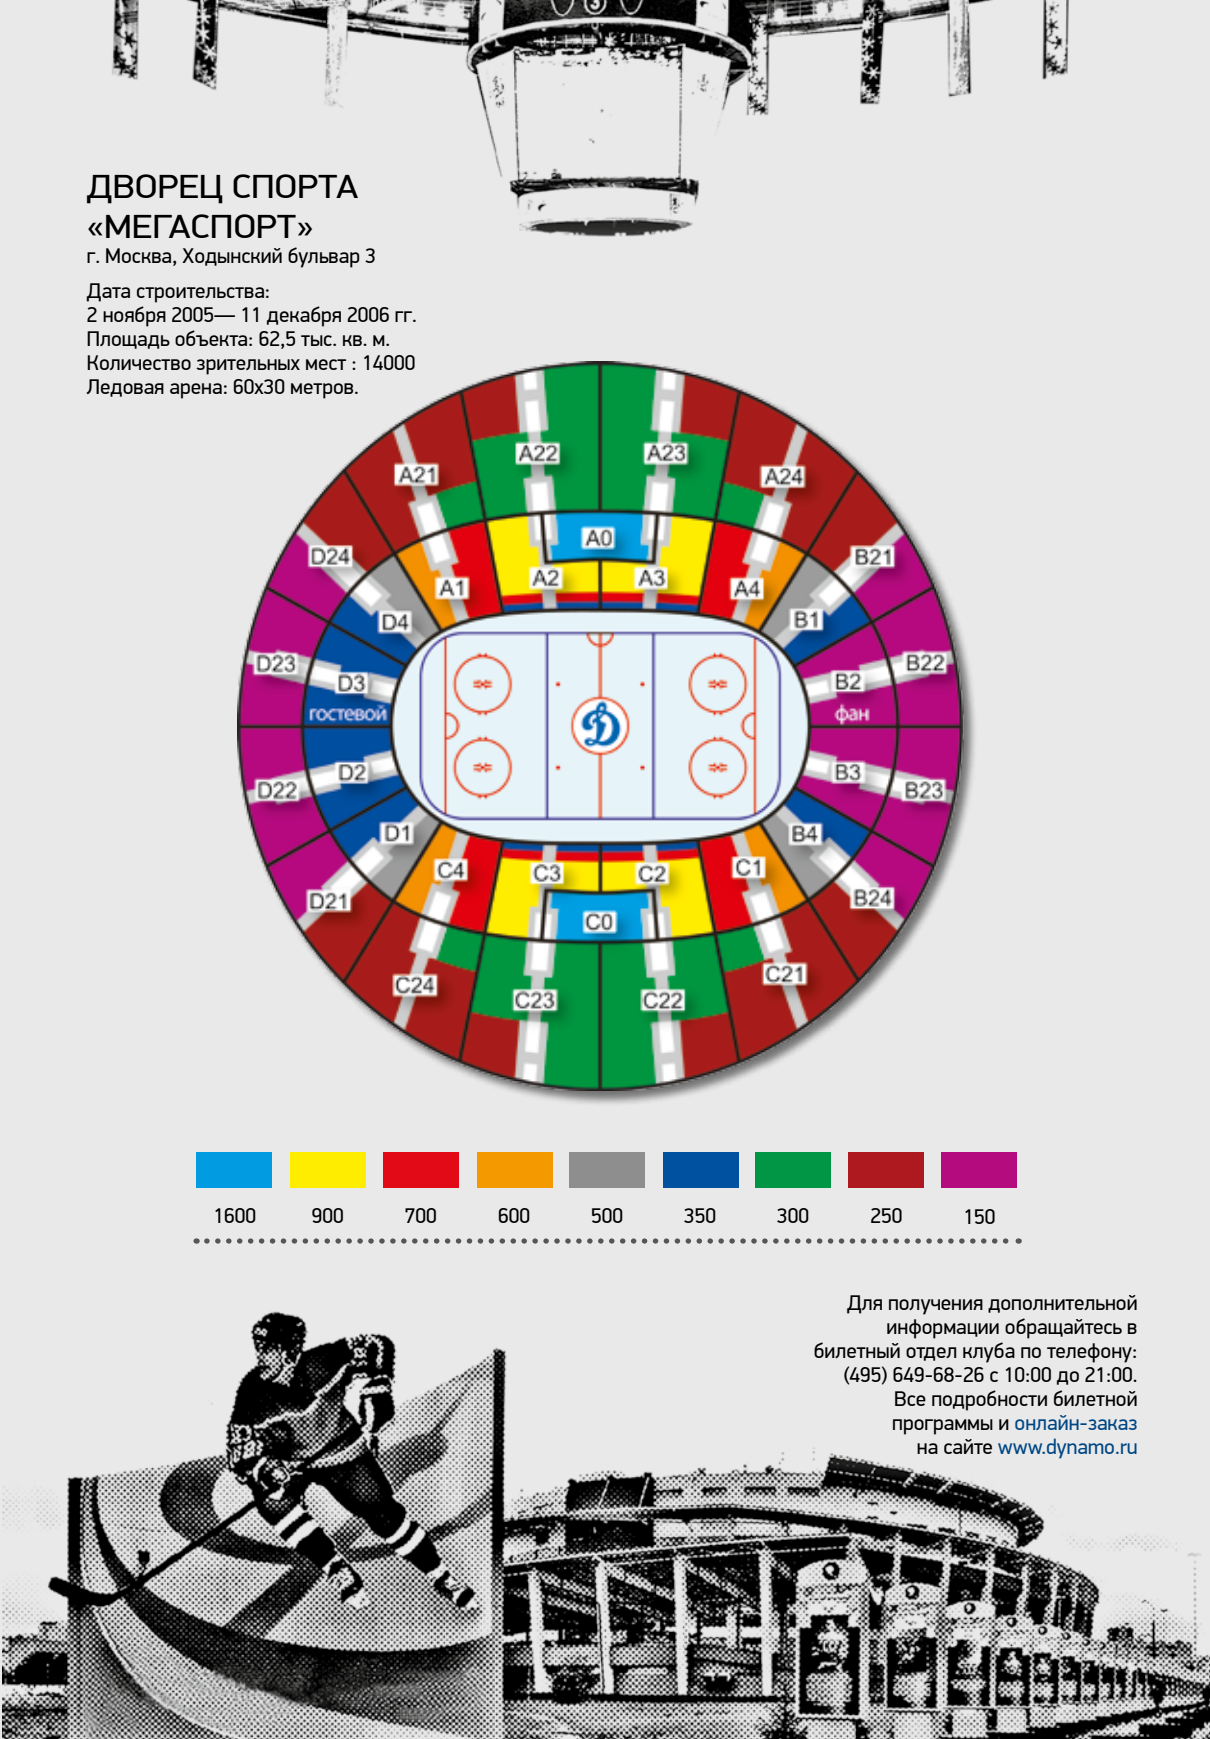 3
ДВОРЕЦ СПОРТА
«МЕГАСПОРТ»
г. Москва, Ходынский бульвар 3
Дата строительства:
2 ноября 2005— 11 декабря 2006 гг.
Площадь объекта: 62,5 тыс. кв. м.
Количество зрительных мест : 14000
Ледовая арена: 60х30 метров.
A22 A23
A21 A24
A0
D24 B21
A1 A2 A3 A4
D4 B1
D23 B22
D3 B2
гостевой фан
D2 B3
D22 B23
D1 B4
C4 C3 C2 C1
D21 B24
C0
C24 C21
C23 C22
1600 900 700 600 500 350 300 250 150
Для получения дополнительной
информации обращайтесь в
билетный отдел клуба по телефону:
(495) 649-68-26 с 10:00 до 21:00.
Все подробности билетной
программы и онлайн-заказ
на сайте www.dynamo.ru